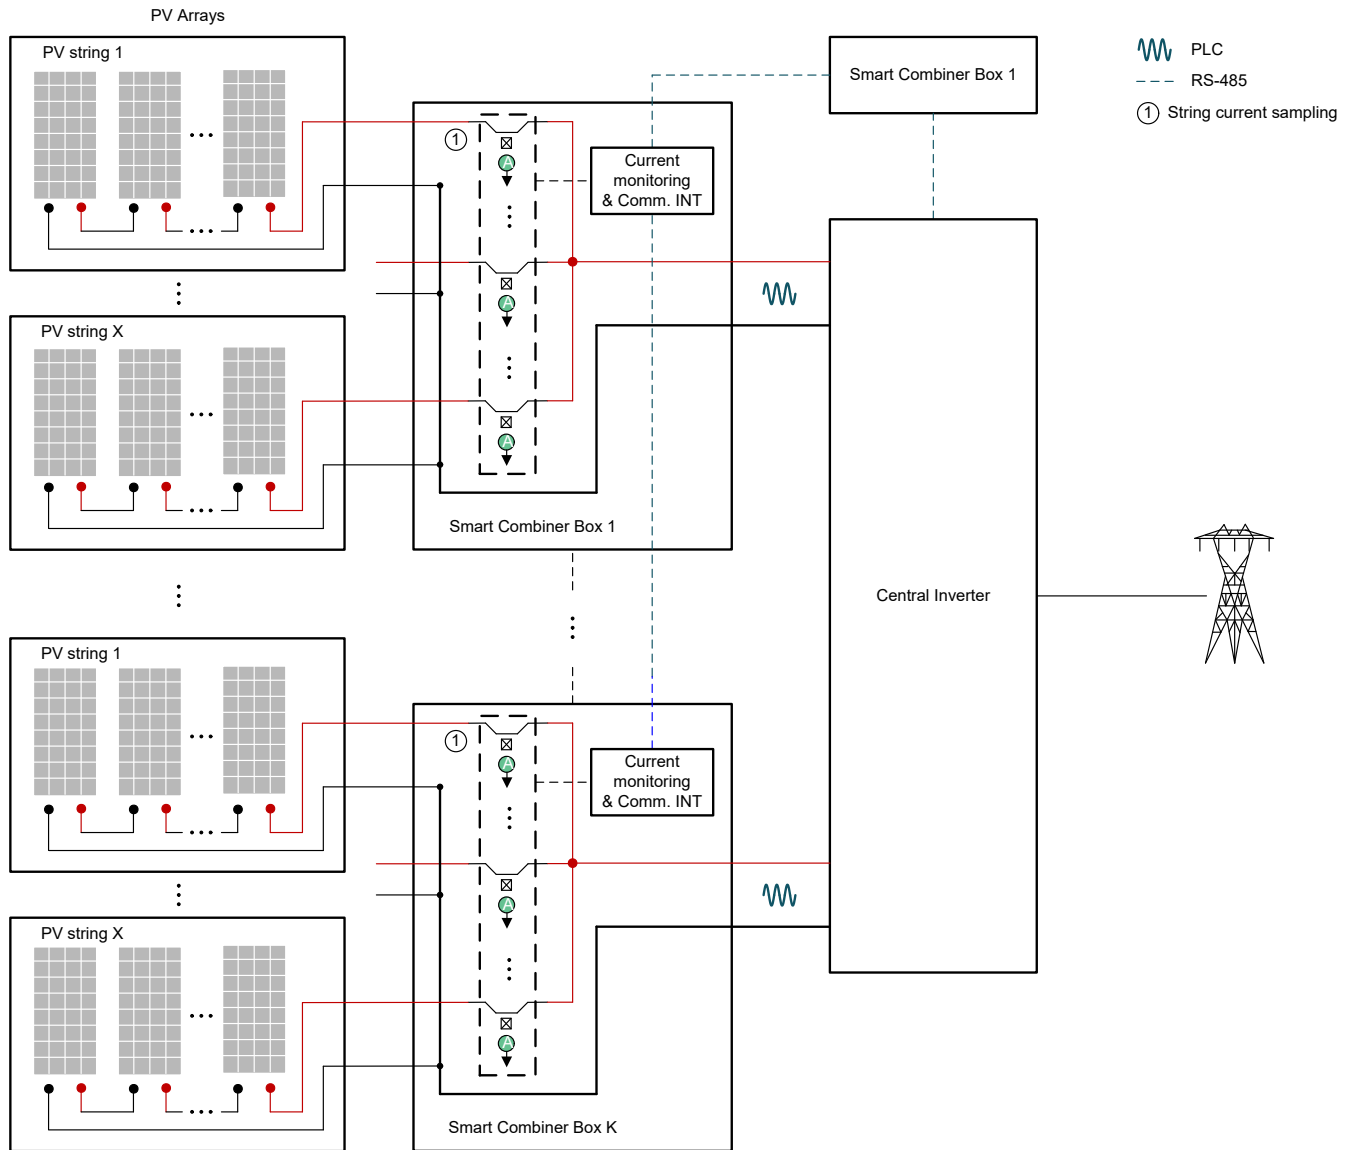 PV Arrays
PV string 1
PV string X
PV string 1
PV string X
1
A
A
A
Current
monitoring
& Comm. INT
Smart Combiner Box 1
1
A
A
A
Current
monitoring
& Comm. INT
Smart Combiner Box K
Smart Combiner Box 1
Central Inverter
PLC
RS-485
1 String current sampling